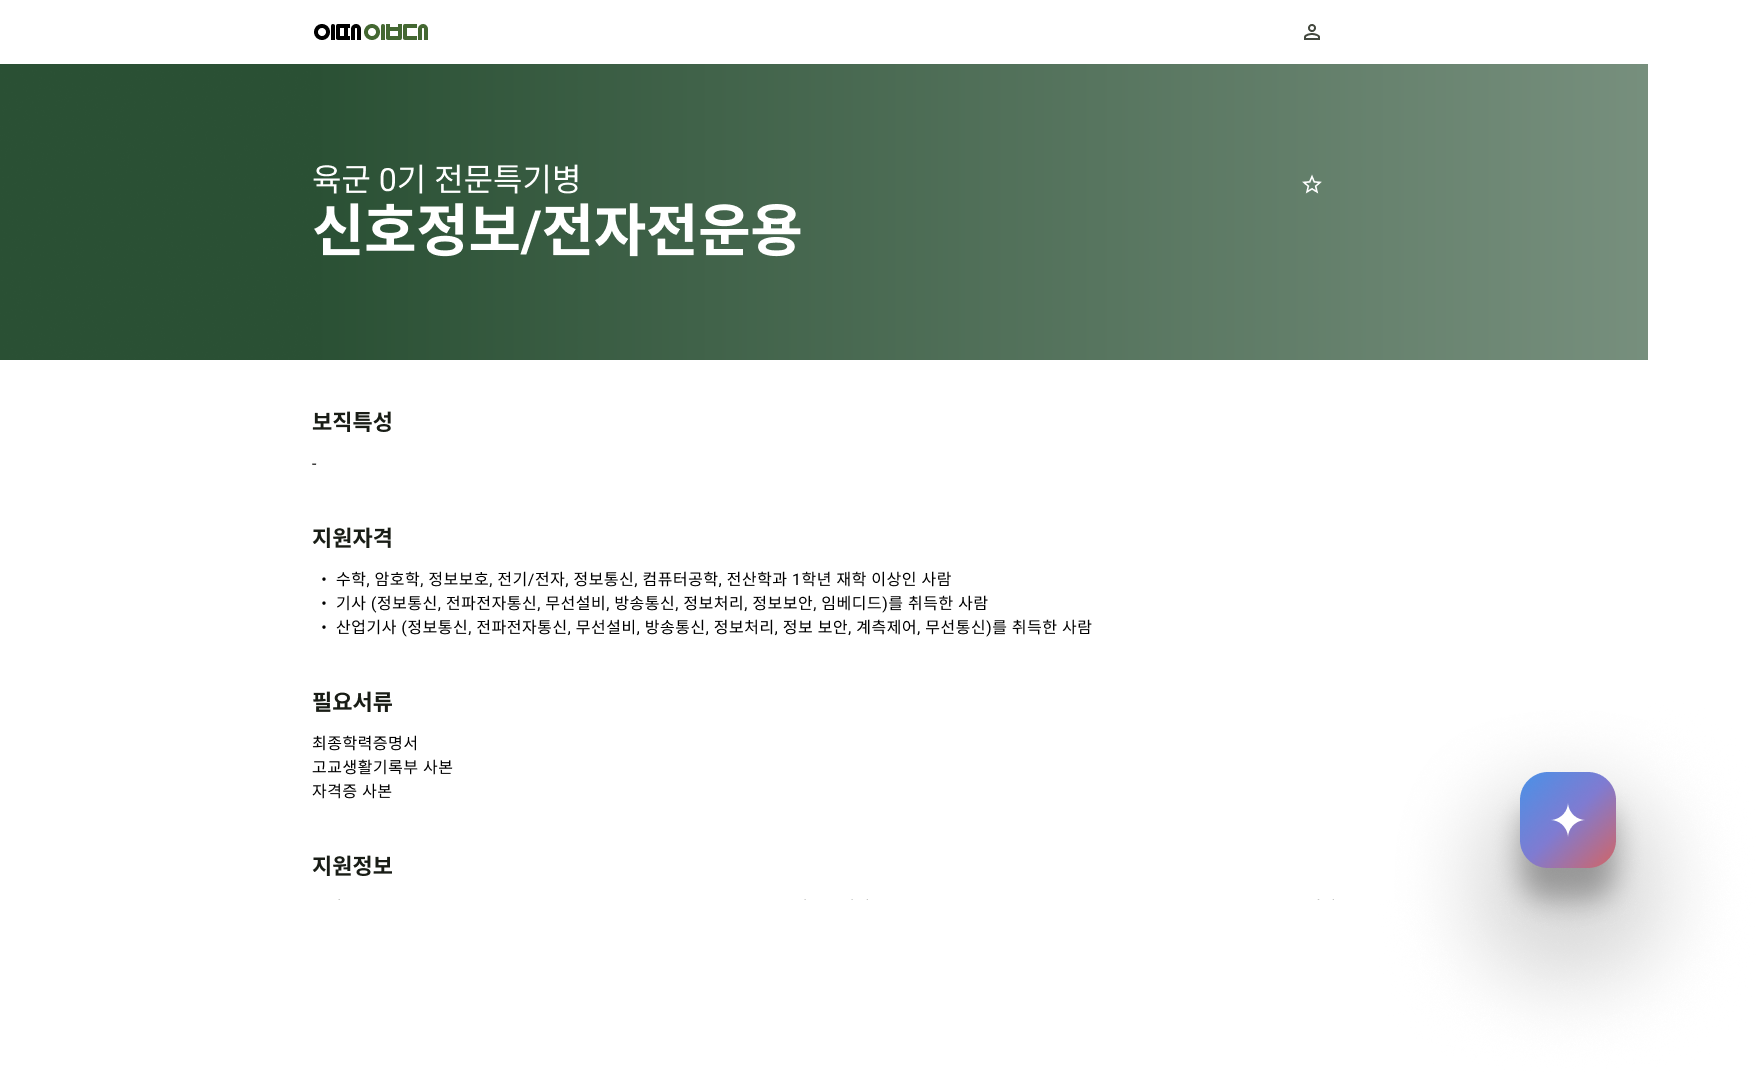 육군 0기 전문특기병
신호정보/전자전운용
보직특성
-
지원자격
• 수학, 암호학, 정보보호, 전기/전자, 정보통신, 컴퓨터공학, 전산학과 1학년 재학 이상인 사람
• 기사 (정보통신, 전파전자통신, 무선설비, 방송통신, 정보처리, 정보보안, 임베디드)를 취득한 사람
• 산업기사 (정보통신, 전파전자통신, 무선설비, 방송통신, 정보처리, 정보 보안, 계측제어, 무선통신)를 취득한 사람
필요서류
최종학력증명서
고교생활기록부 사본
자격증 사본
지원정보